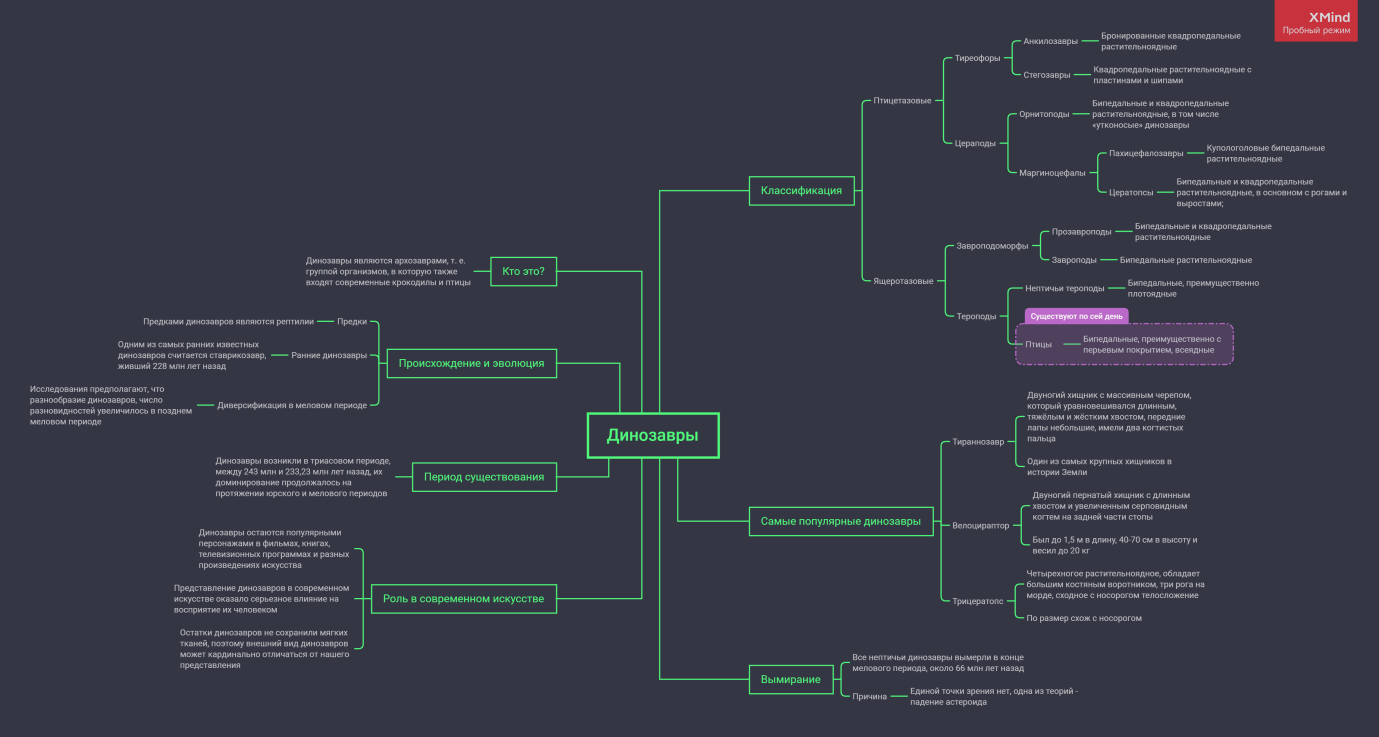 XMind
Пробный режим
Динозавры
Кто это?
Динозавры являются архозаврами, т. е.
группой организмов, в которую также
входят современные крокодилы и птицы
Происхождение и эволюция
Предки
Предками динозавров являются рептилии
Ранние динозавры
Одним из самых ранних известных
динозавров считается ставрикозавр,
живший 228 млн лет назад
Диверсификация в меловом периоде
Исследования предполагают, что
разнообразие динозавров, число
разновидностей увеличилось в позднем
меловом периоде
Период существования
Динозавры возникли в триасовом периоде,
между 243 млн и 233,23 млн лет назад, их
доминирование продолжалось на
протяжении юрского и мелового периодов
Роль в современном искусстве
Динозавры остаются популярными
персонажами в фильмах, книгах,
телевизионных программах и разных
произведениях искусства
Представление динозавров в современном
искусстве оказало серьезное влияние на
восприятие их человеком
Остатки динозавров не сохранили мягких
тканей, поэтому внешний вид динозавров
может кардинально отличаться от нашего
представления
Классификация
Птицетазовые
Тиреофоры
Анкилозавры
Бронированные квадропедальные
растительноядные
Стегозавры
Квадропедальные растительноядные с
пластинами и шипами
Цераподы
Орнитоподы
Бипедальные и квадропедальные
растительноядные, в том числе
«утконосые» динозавры
Маргиноцефалы
Пахицефалозавры
Купологоловые бипедальные
растительноядные
Цератопсы
Бипедальные и квадропедальные
растительноядные, в основном с рогами и
выростами;
Ящеротазовые
Завроподоморфы
Прозавроподы
Бипедальные и квадропедальные
растительноядные
Завроподы
Бипедальные растительноядные
Тероподы
Нептичьи тероподы
Бипедальные, преимущественно
плотоядные
Существуют по сей день
Птицы
Бипедальные, преимущественно с
перьевым покрытием, всеядные
Самые популярные динозавры
Тираннозавр
Двуногий хищник с массивным черепом,
который уравновешивался длинным,
тяжёлым и жёстким хвостом, передние
лапы небольшие, имели два когтистых
пальца
Один из самых крупных хищников в
истории Земли
Велоцираптор
Двуногий пернатый хищник с длинным
хвостом и увеличенным серповидным
когтем на задней части стопы
Был до 1,5 м в длину, 40-70 см в высоту и
весил до 20 кг
Трицератопс
Четырехногое растительноядное, обладает
большим костяным воротником, три рога на
морде, сходное с носорогом телосложение
По размер схож с носорогом
Вымирание
Все нептичьи динозавры вымерли в конце
мелового периода, около 66 млн лет назад
Причина
Единой точки зрения нет, одна из теорий -
падение астероида